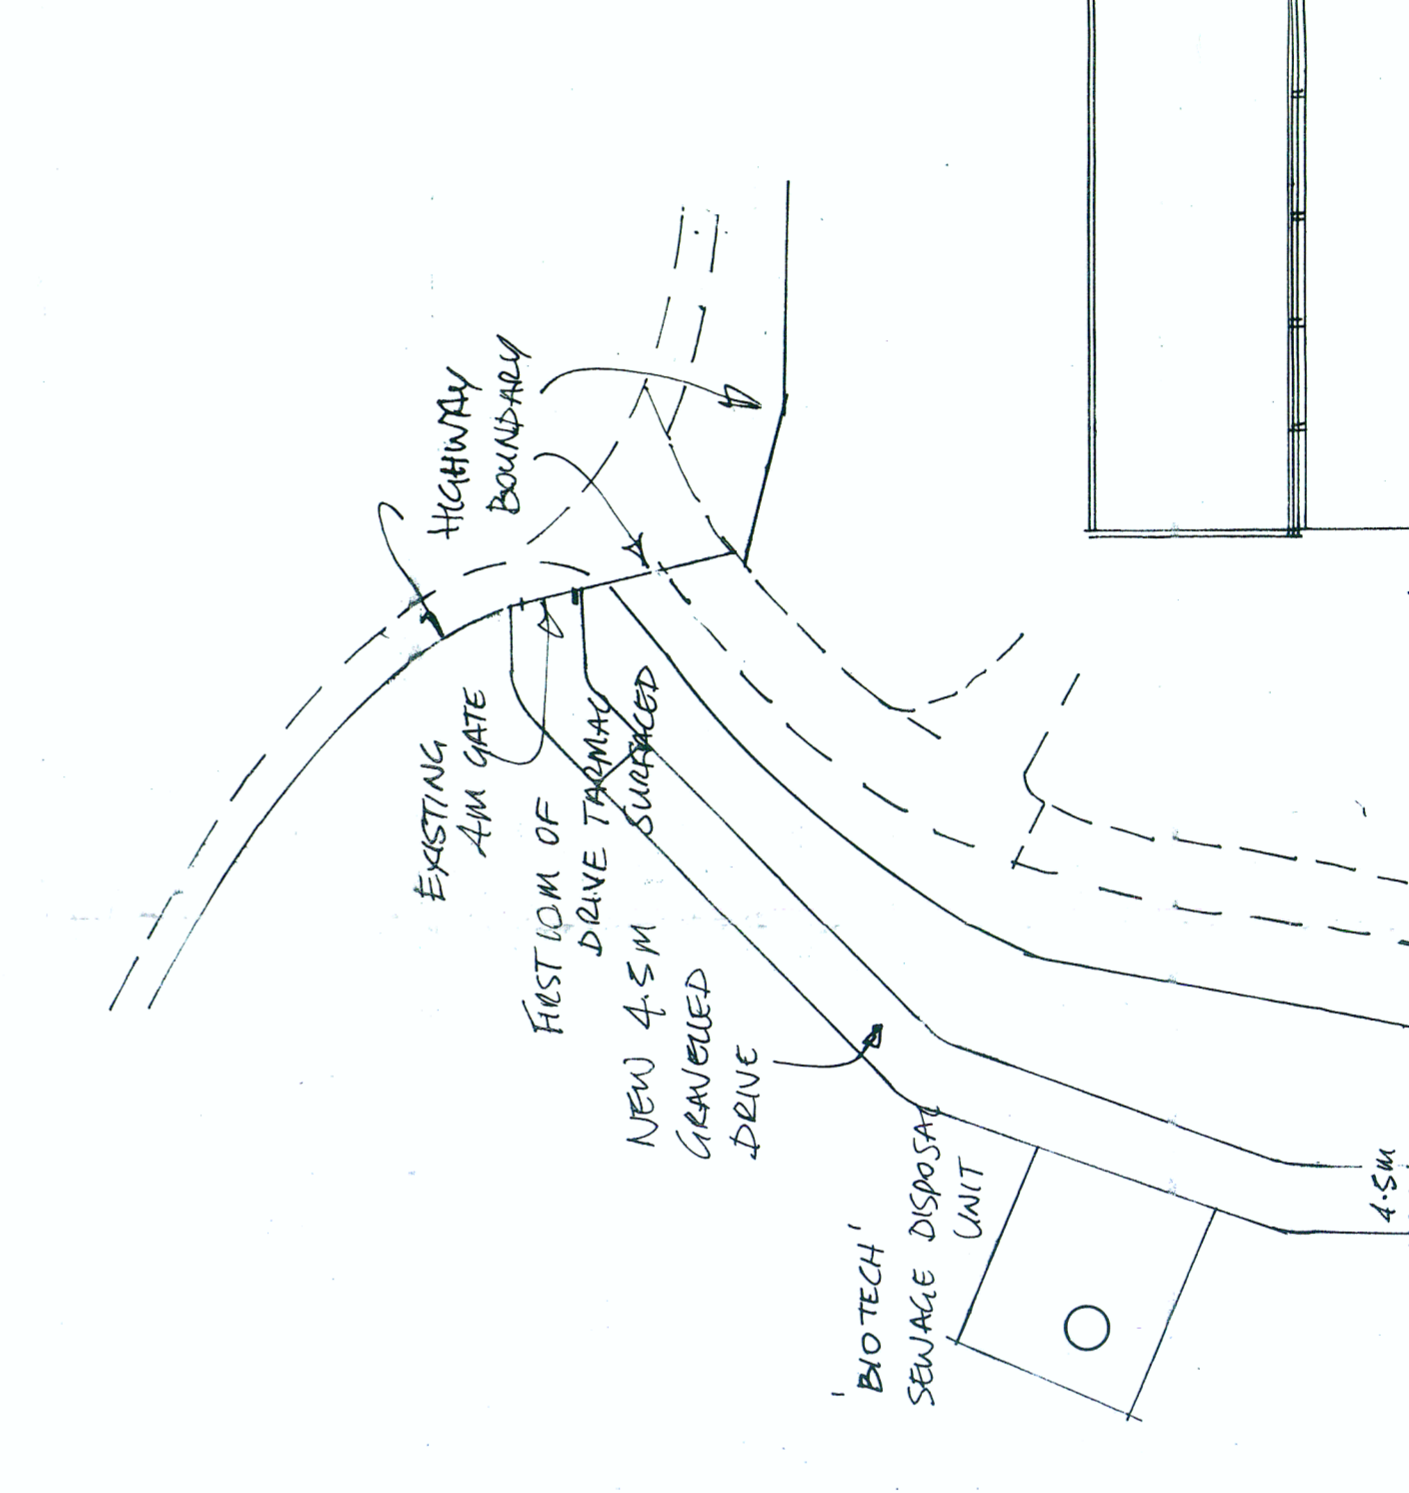 HIGHWAY
BOUNDARY
EXISTING
4M GATE
FIRST 10M OF
DRIVE TARMAC
SURFACED
NEW 4.5M
GRAVELLED
DRIVE
'BIOTECH'
SEWAGE DISPOSAL
UNIT
4.5M